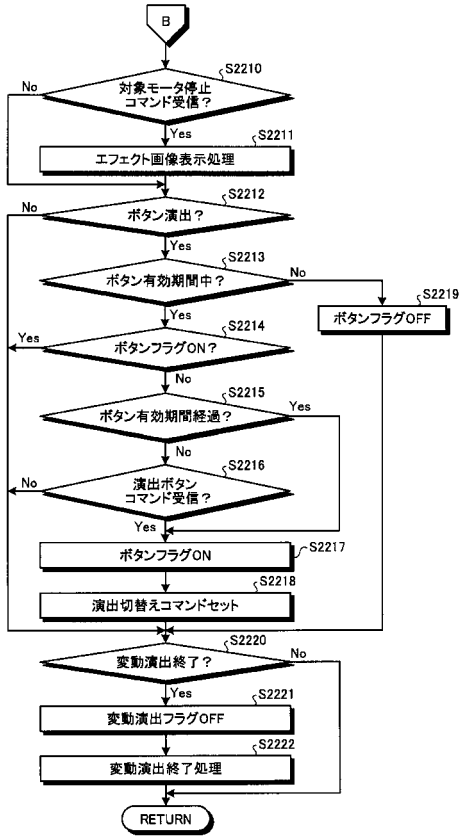 B
S2210
対象モータ停止
コマンド受信？
No
Yes
S2211
エフェクト画像表示処理
S2212
No
ボタン演出？
Yes
S2213
ボタン有効期間中？
No
Yes
S2219
ボタンフラグOFF
S2214
Yes
ボタンフラグON？
No
S2215
ボタン有効期間経過？
Yes
No
S2216
No
演出ボタン
コマンド受信？
Yes
ボタンフラグON
S2217
S2218
演出切替えコマンドセット
S2220
変動演出終了？
No
Yes
S2221
変動演出フラグOFF
S2222
変動演出終了処理
RETURN